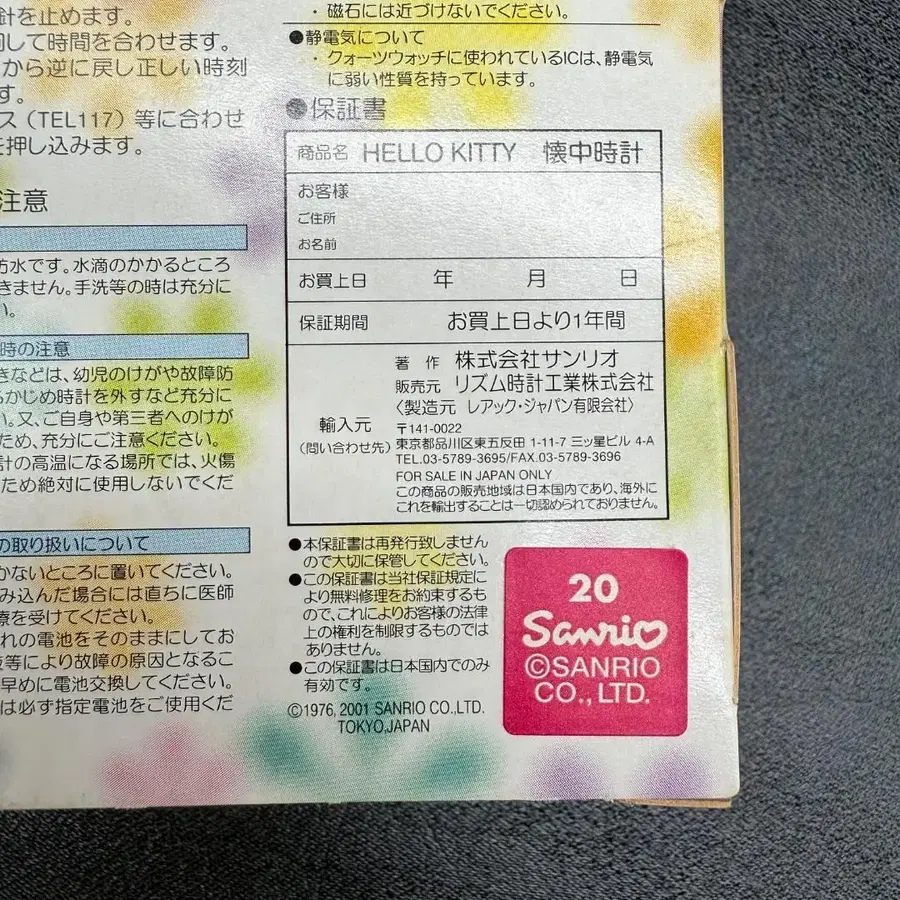 針を止めます。
回して時間を合わせます。
から逆に戻し正しい時刻
す。
ス（TEL117）等に合わせ
を押し込みます。
注意
防水です。水滴のかかるところ
きません。手洗等の時は充分に
い。
時の注意
きなどは、幼児のけがや故障防
らかじめ時計を外すなど充分に
い。又、ご自身や第三者へのけが
ため、充分にご注意ください。
計の高温になる場所では、火傷
ため絶対に使用しないでくだ
の取り扱いについて
かないところに置いてください。
み込んだ場合には直ちに医師
療を受けてください。
れの電池をそのままにしてお
液等により故障の原因となるこ
早めに電池交換してください。
は必ず指定電池をご使用くだ
・磁石には近づけないでください。
●静電気について
・クォーツウォッチに使われているICは、静電気
に弱い性質を持っています。
●保証書
商品名 HELLO KITTY 懐中時計
お客様
ご住所
お名前
お買上日 年 月 日
保証期間 お買上日より1年間
輸入元
（問い合わせ先）
著作 株式会社サンリオ
販売元 リズム時計工業株式会社
〈製造元 レアック・ジャパン有限会社〉
〒141-0022
東京都品川区東五反田 1-11-7 三ッ星ビル 4-A
TEL.03-5789-3695/FAX.03-5789-3696
FOR SALE IN JAPAN ONLY
この商品の販売地域は日本国内であり、海外に
これを輸出することは一切認められておりません。
●本保証書は再発行致しません
ので大切に保管してください。
●この保証書は当社保証規定に
より無料修理をお約束するも
ので、これによりお客様の法律
上の権利を制限するものでは
ありません。
●この保証書は日本国内でのみ
有効です。
©1976, 2001 SANRIO CO.,LTD.
TOKYO.JAPAN
20
Sanrio
©SANRIO
CO., LTD.